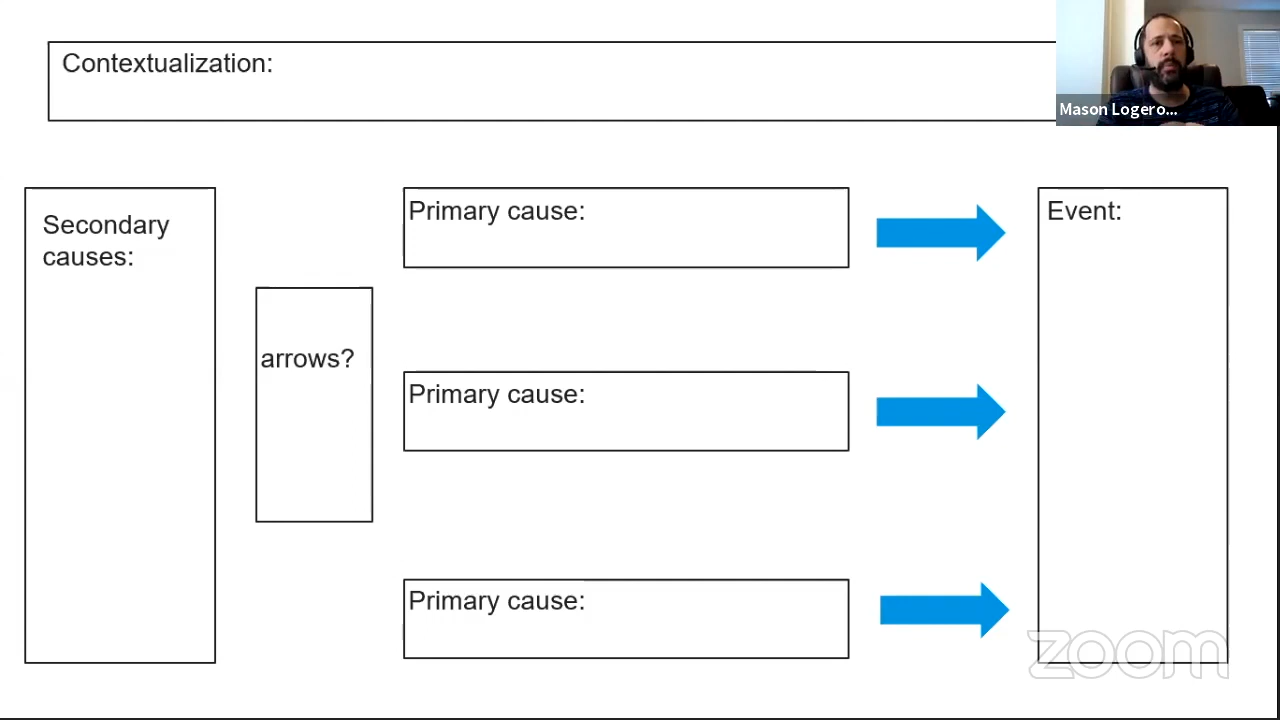 Contextualization:
Mason Logero...
Secondary
causes:
Primary cause:
Event:
arrows?
Primary cause:
Primary cause:
zoom